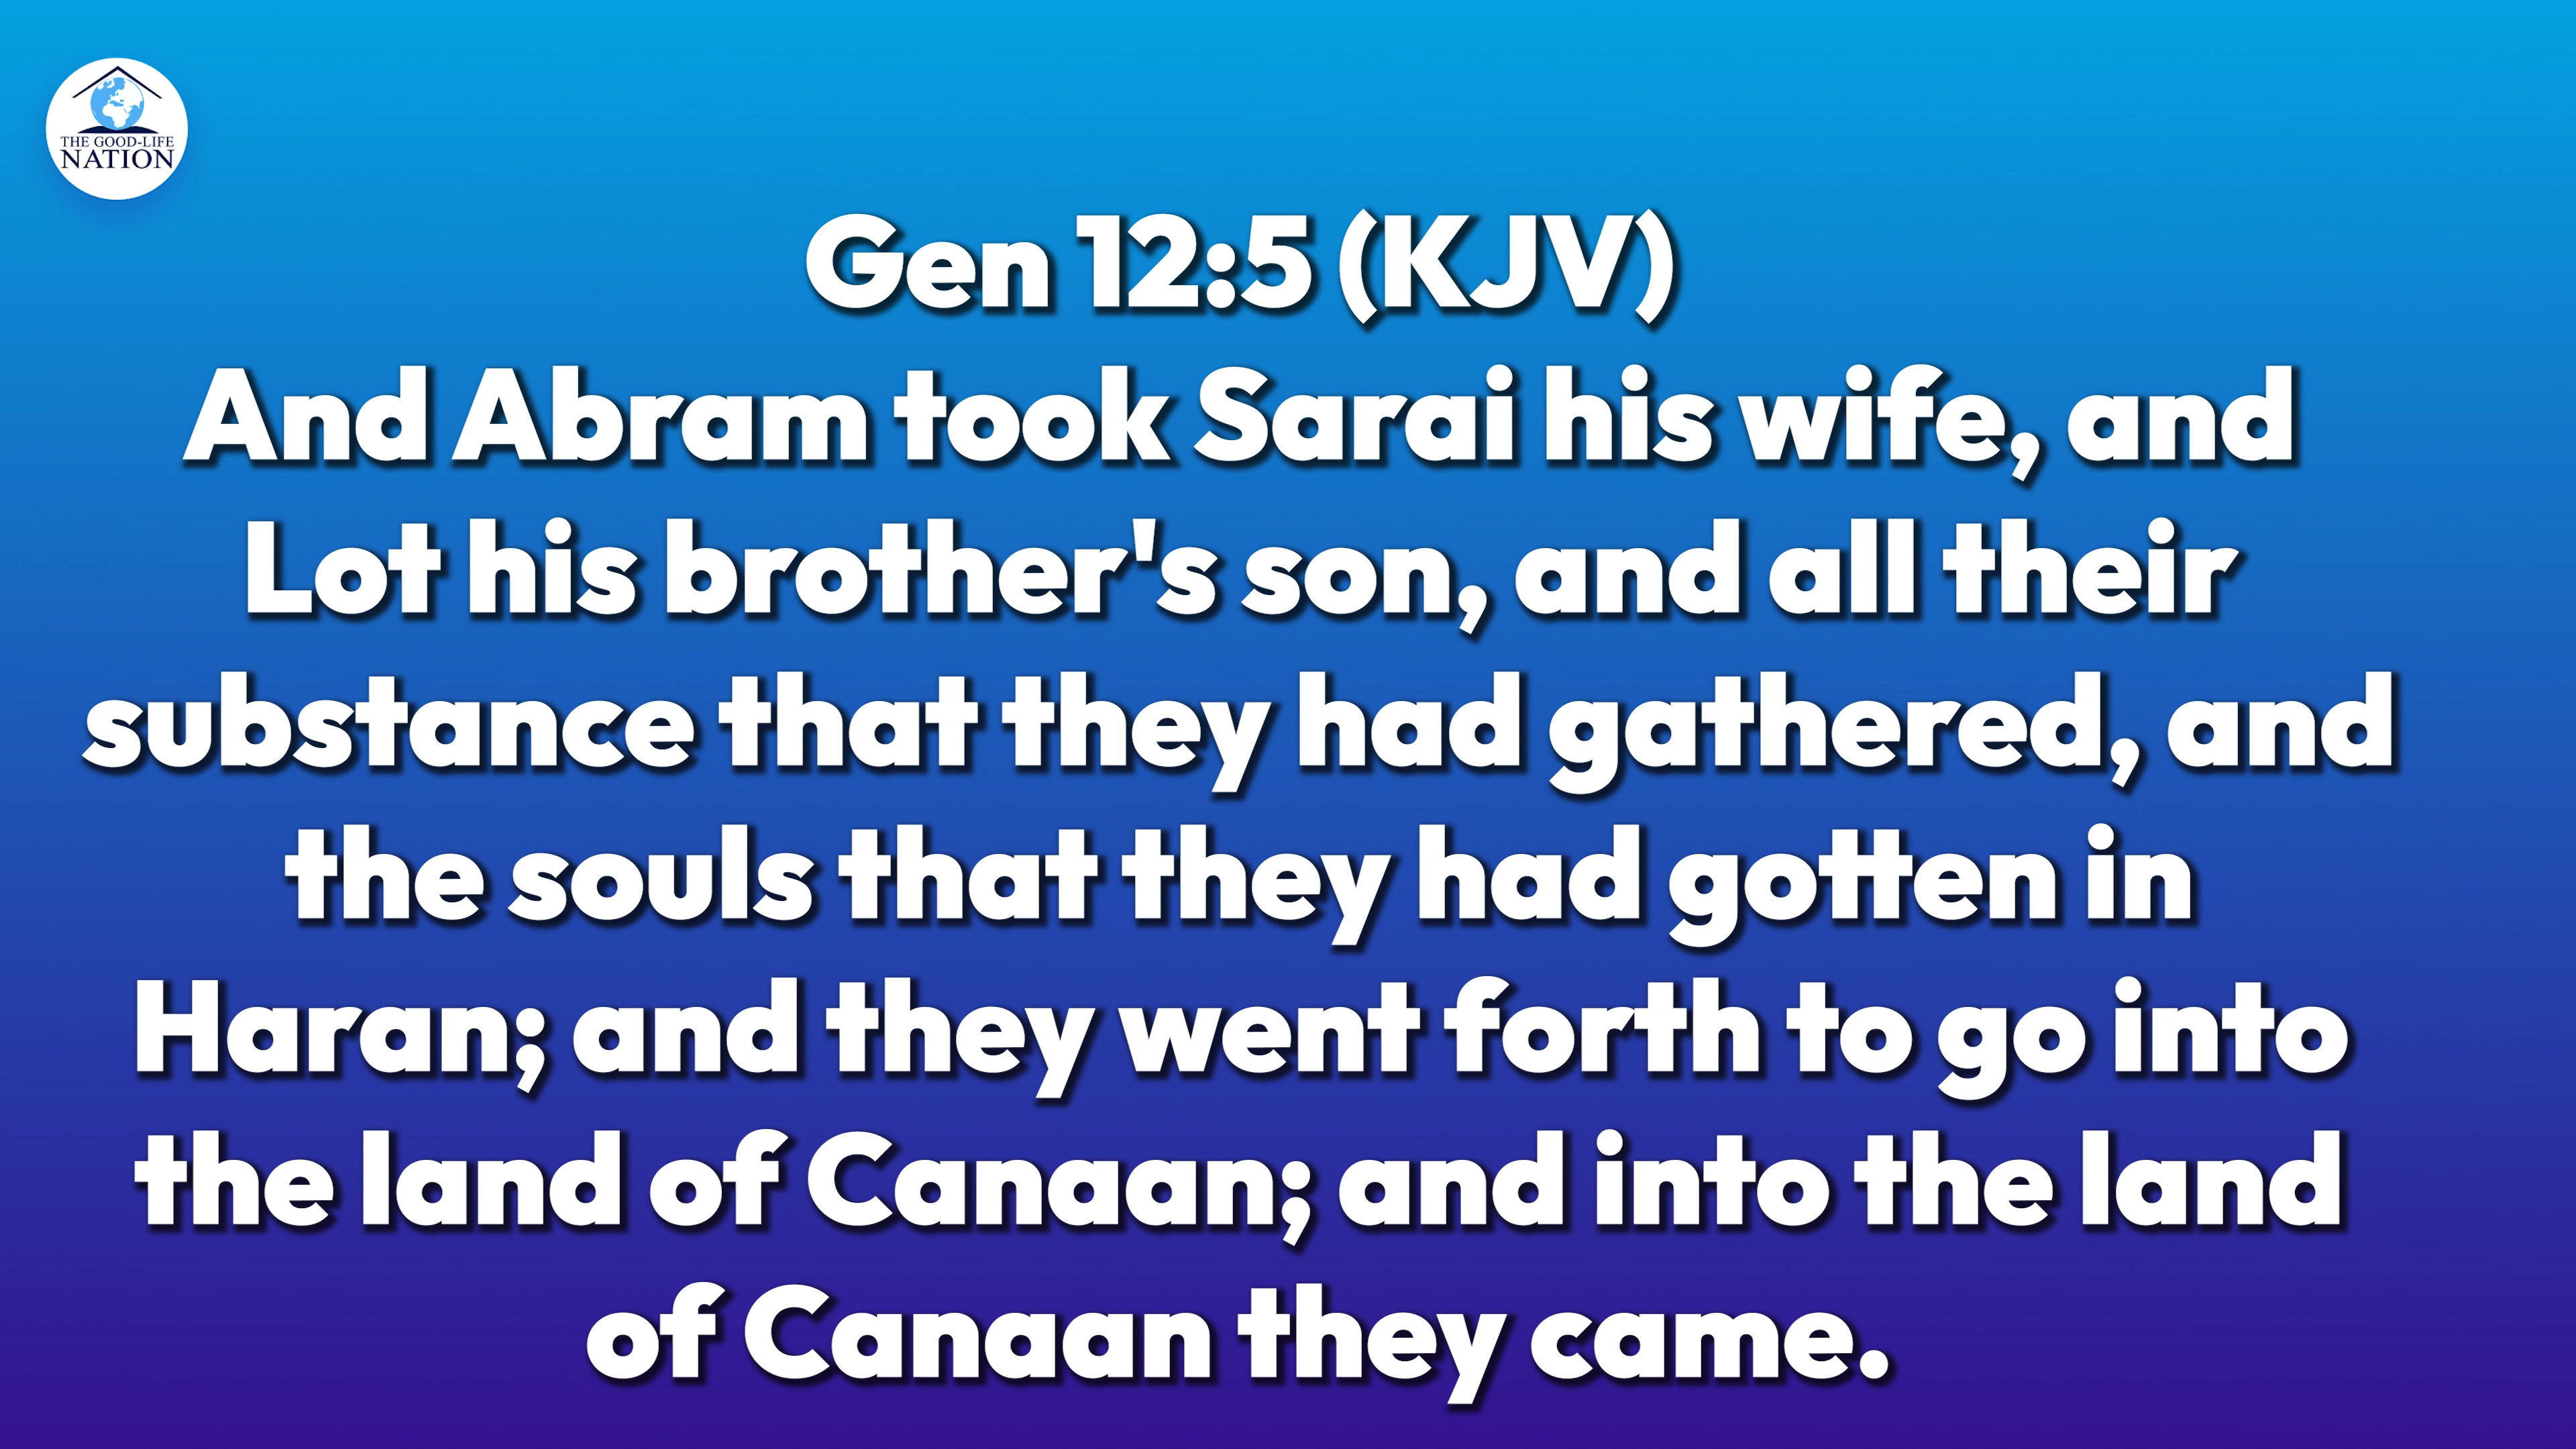 THE GOOD-LIFE
NATION
Gen 12:5 (KJV)
And Abram took Sarai his wife, and
Lot his brother's son, and all their
substance that they had gathered, and
the souls that they had gotten in
Haran; and they went forth to go into
the land of Canaan; and into the land
of Canaan they came.